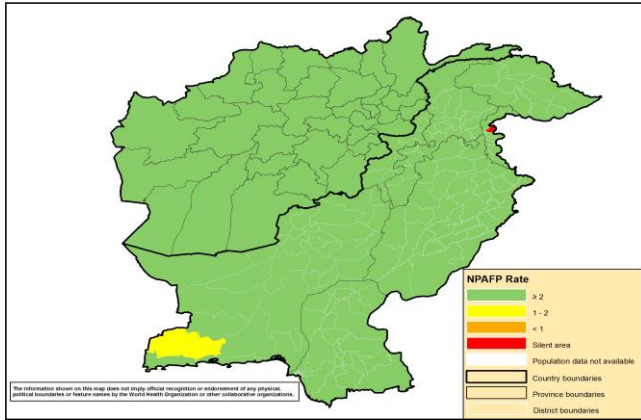 NPAFP Rate
≥ 2
1 - 2
< 1
Silent area
Population data not available
Country boundaries
Province boundaries
District boundaries
The information shown on this map does not imply official recognition or endorsement of any physical,
political boundaries or feature names by the World Health Organization or other collaborative organizations.